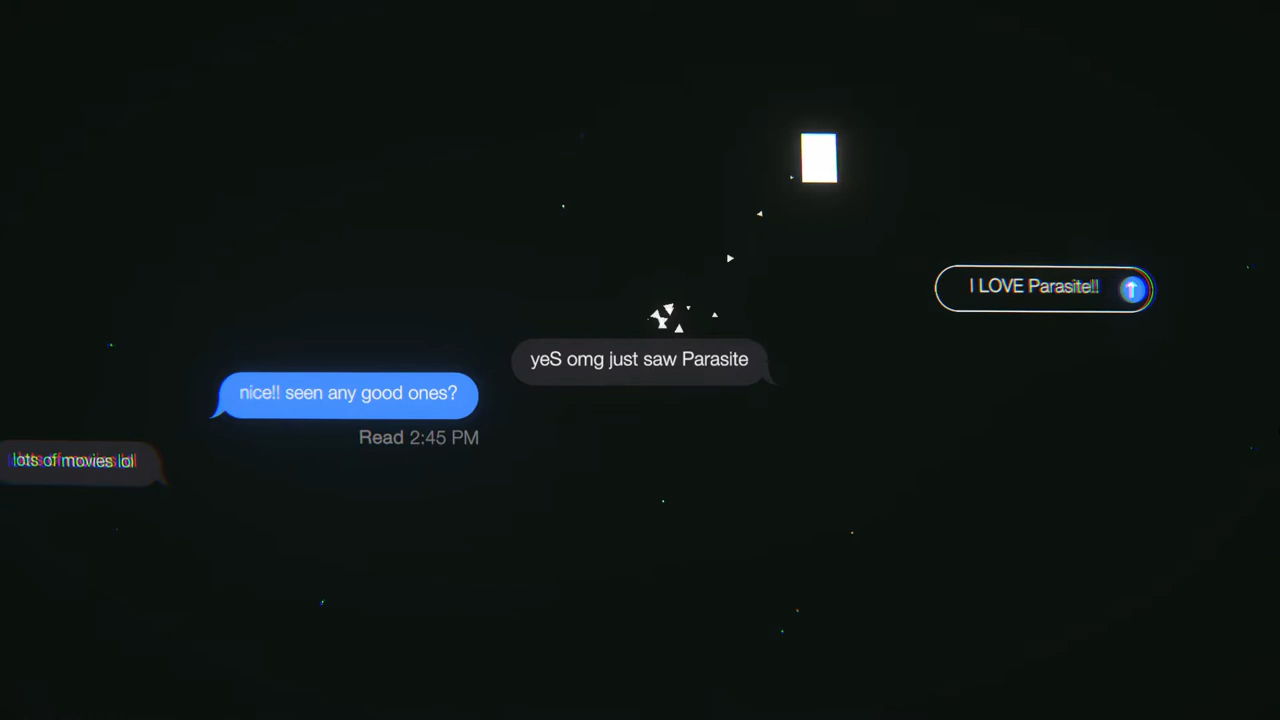 lots of movies lol
nice!! seen any good ones?
Read 2:45 PM
yeS omg just saw Parasite
I LOVE Parasite!!